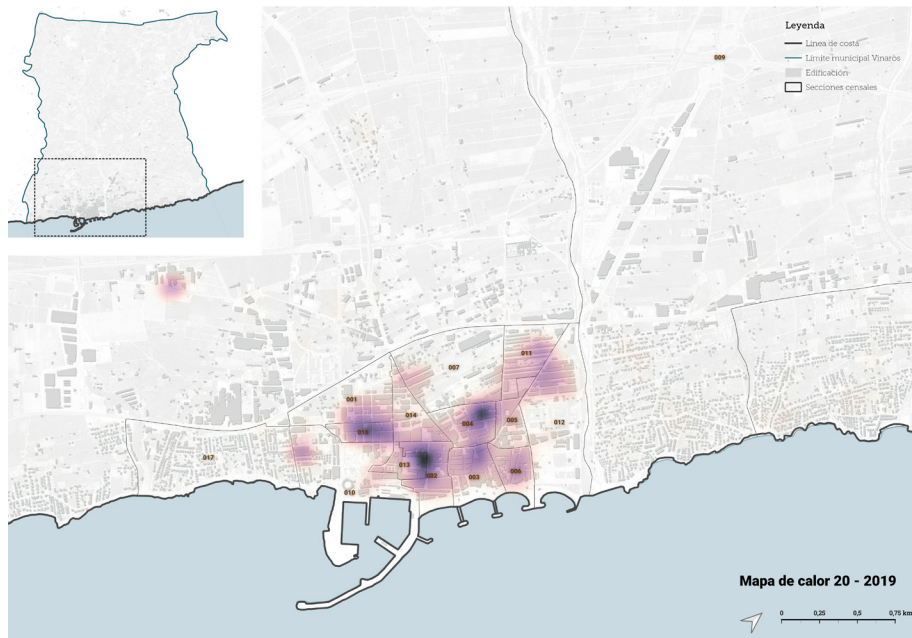 Leyenda
Línea de costa
Límite municipal Vinaròs
Edificación
Secciones censales
009
011
007
001
014
004
005
012
015
017
013
002
003
006
010
Mapa de calor 20 - 2019
0 0,25 0,5 0,75 km